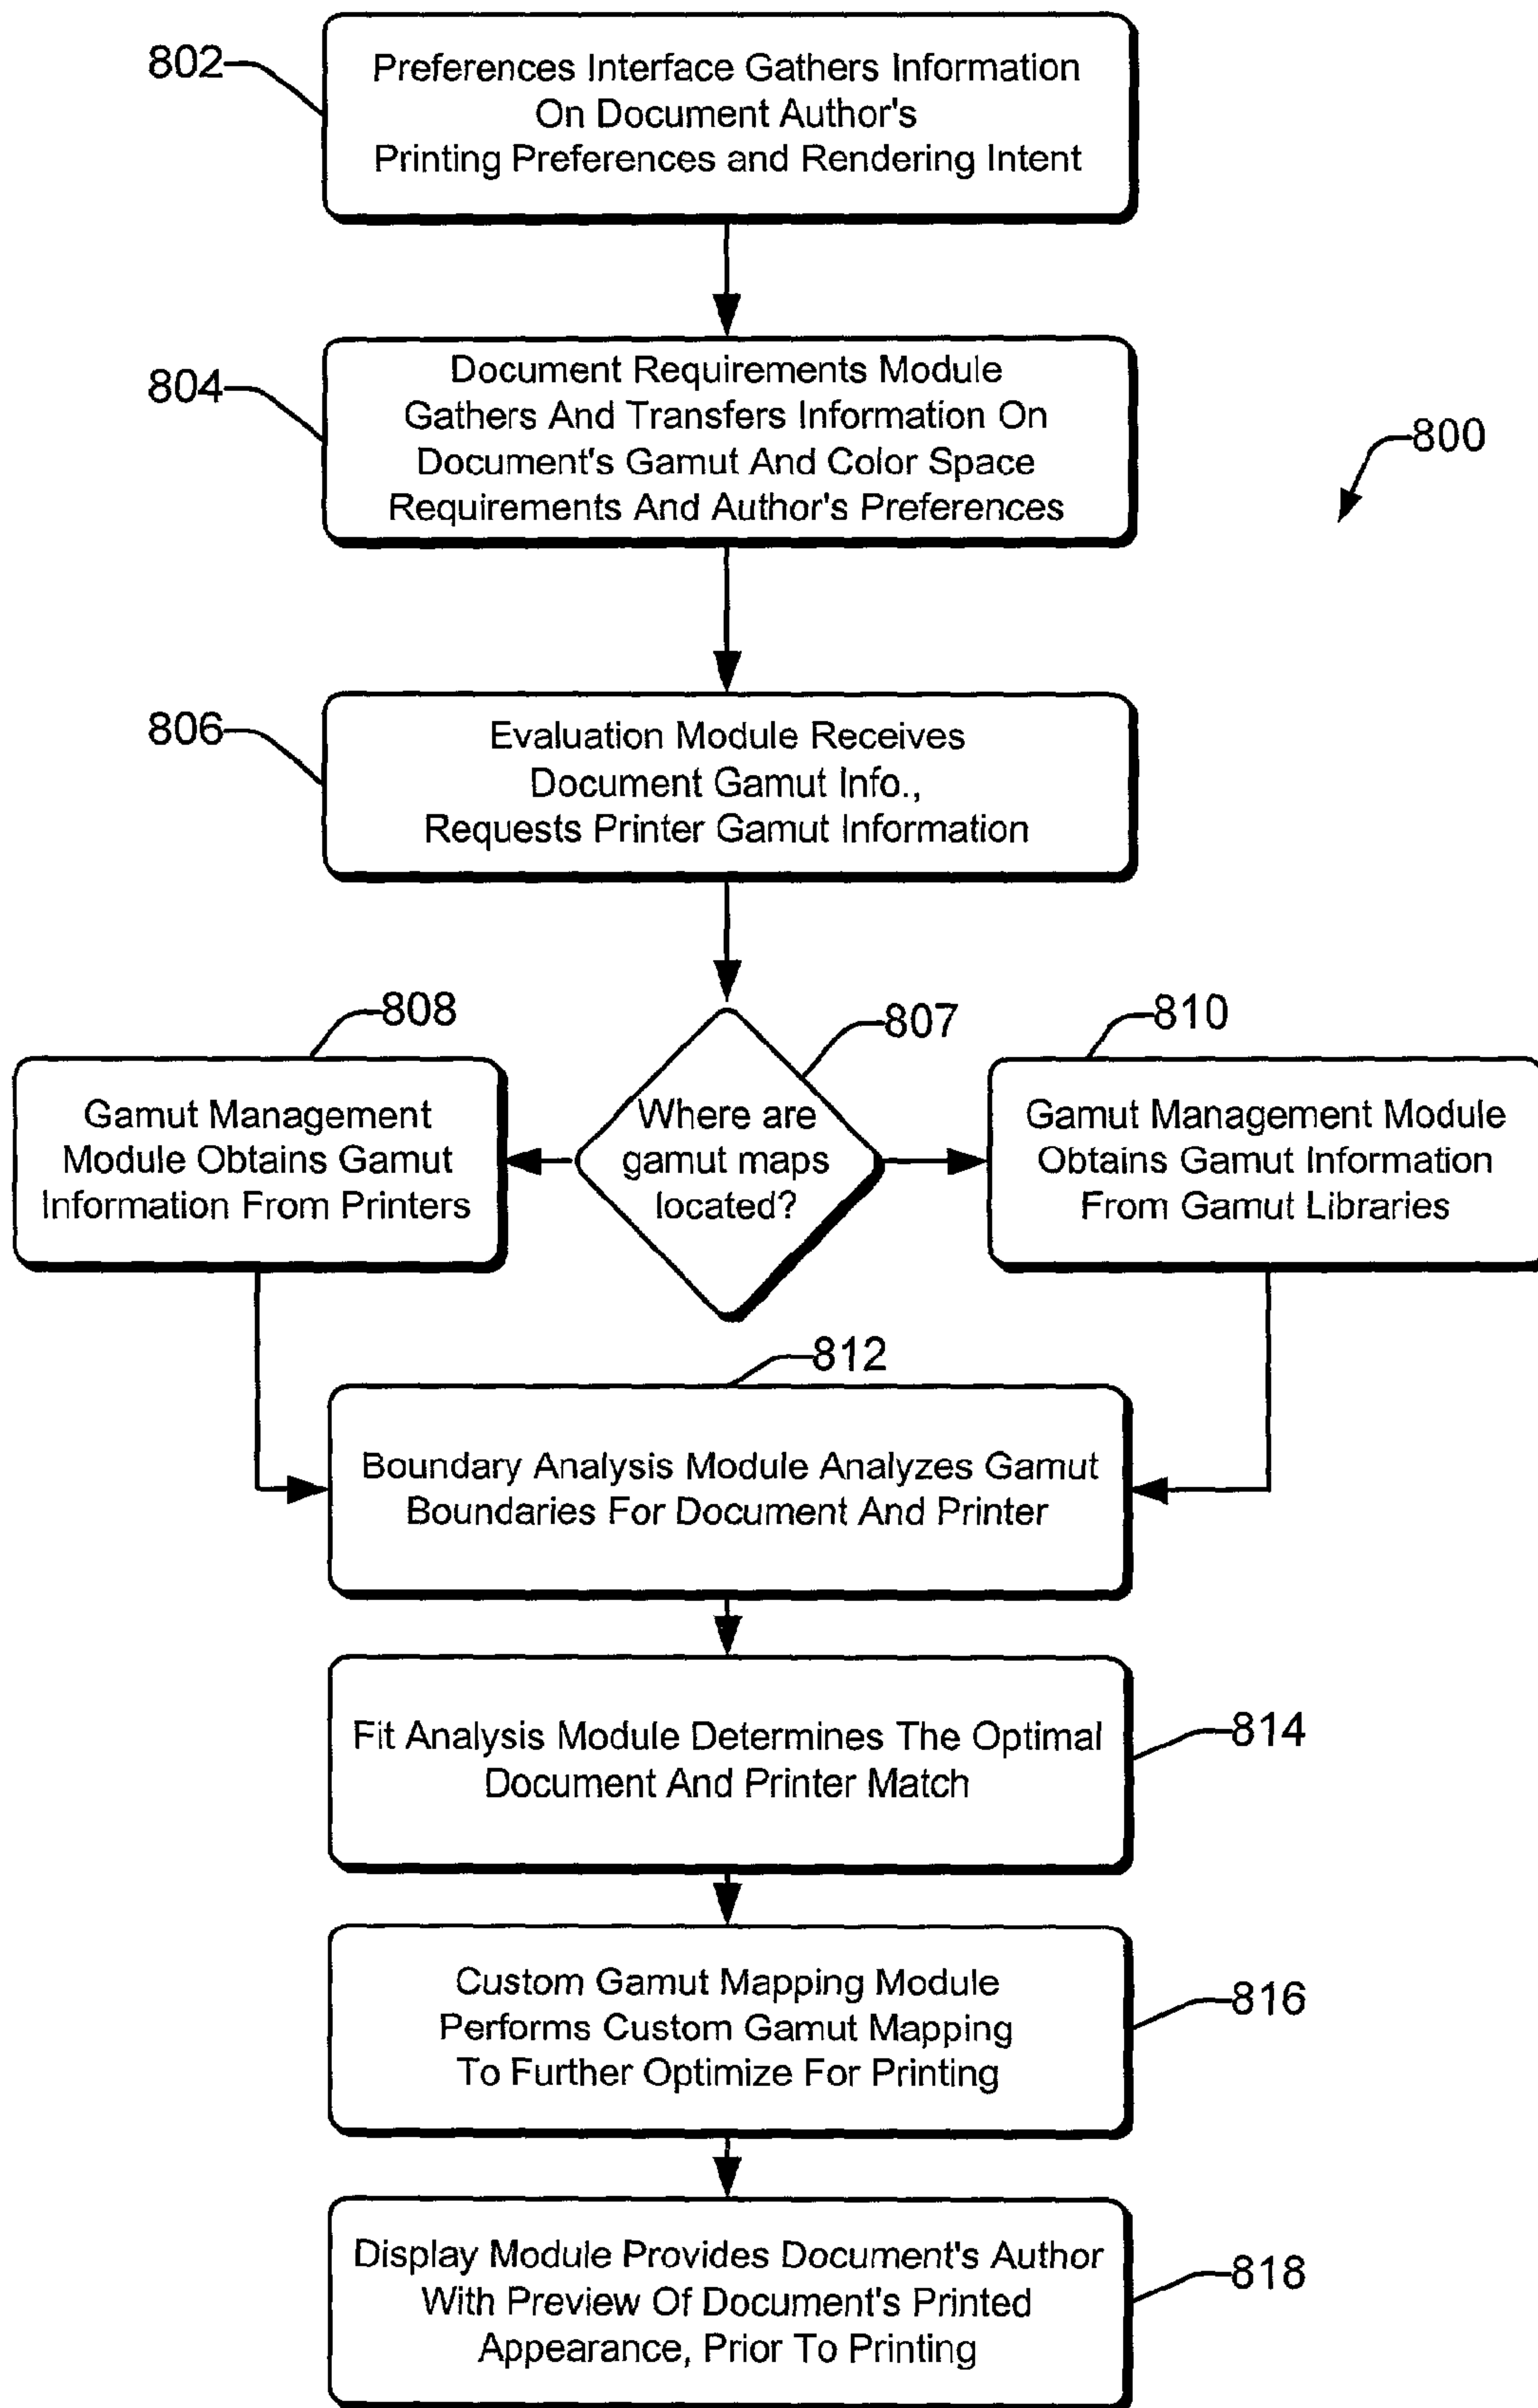 802
Preferences Interface Gathers Information
On Document Author's
Printing Preferences and Rendering Intent
804
Document Requirements Module
Gathers And Transfers Information On
Document's Gamut And Color Space
Requirements And Author's Preferences
800
806
Evaluation Module Receives
Document Gamut Info.,
Requests Printer Gamut Information
808
Gamut Management
Module Obtains Gamut
Information From Printers
807
Where are
gamut maps
located?
810
Gamut Management Module
Obtains Gamut Information
From Gamut Libraries
812
Boundary Analysis Module Analyzes Gamut
Boundaries For Document And Printer
Fit Analysis Module Determines The Optimal
Document And Printer Match
814
Custom Gamut Mapping Module
Performs Custom Gamut Mapping
To Further Optimize For Printing
816
Display Module Provides Document's Author
With Preview Of Document's Printed
Appearance, Prior To Printing
818